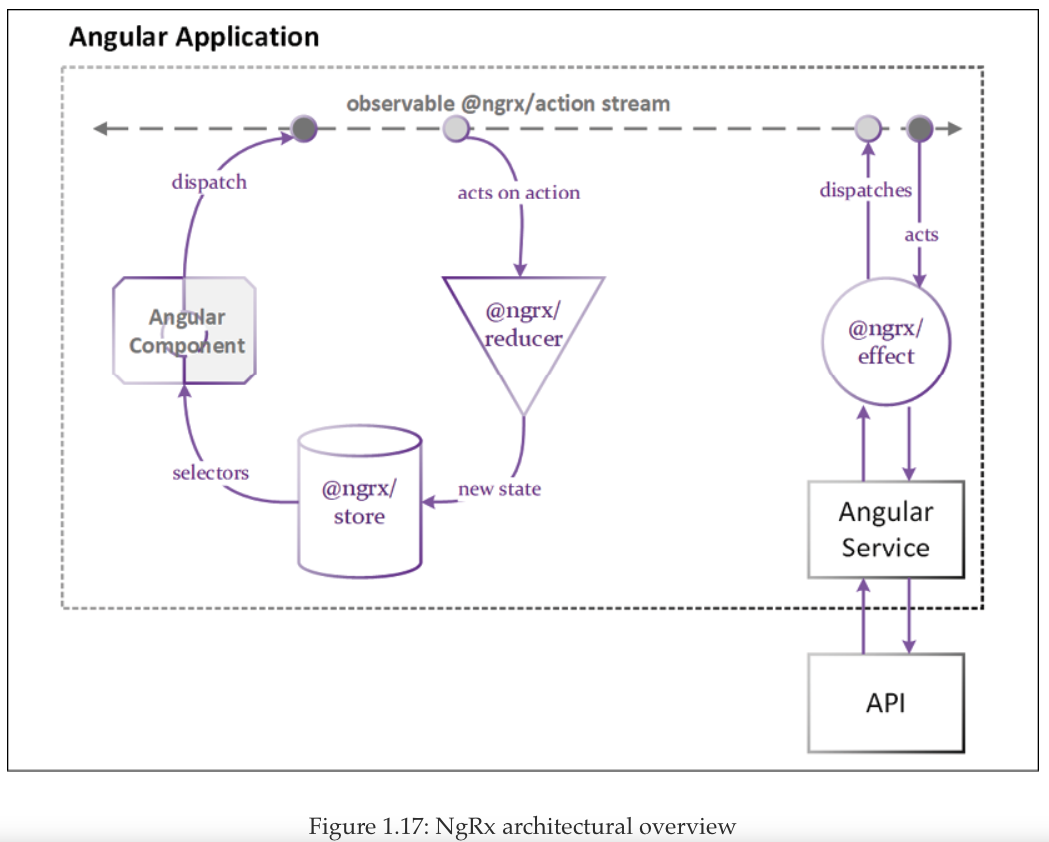 Angular Application
observable @ngrx/action stream
dispatch
acts on action
dispatches
acts
Angular
Component
@ngrx/
reducer
@ngrx/
effect
selectors
@ngrx/
store
new state
Angular
Service
API
Figure 1.17: NgRx architectural overview